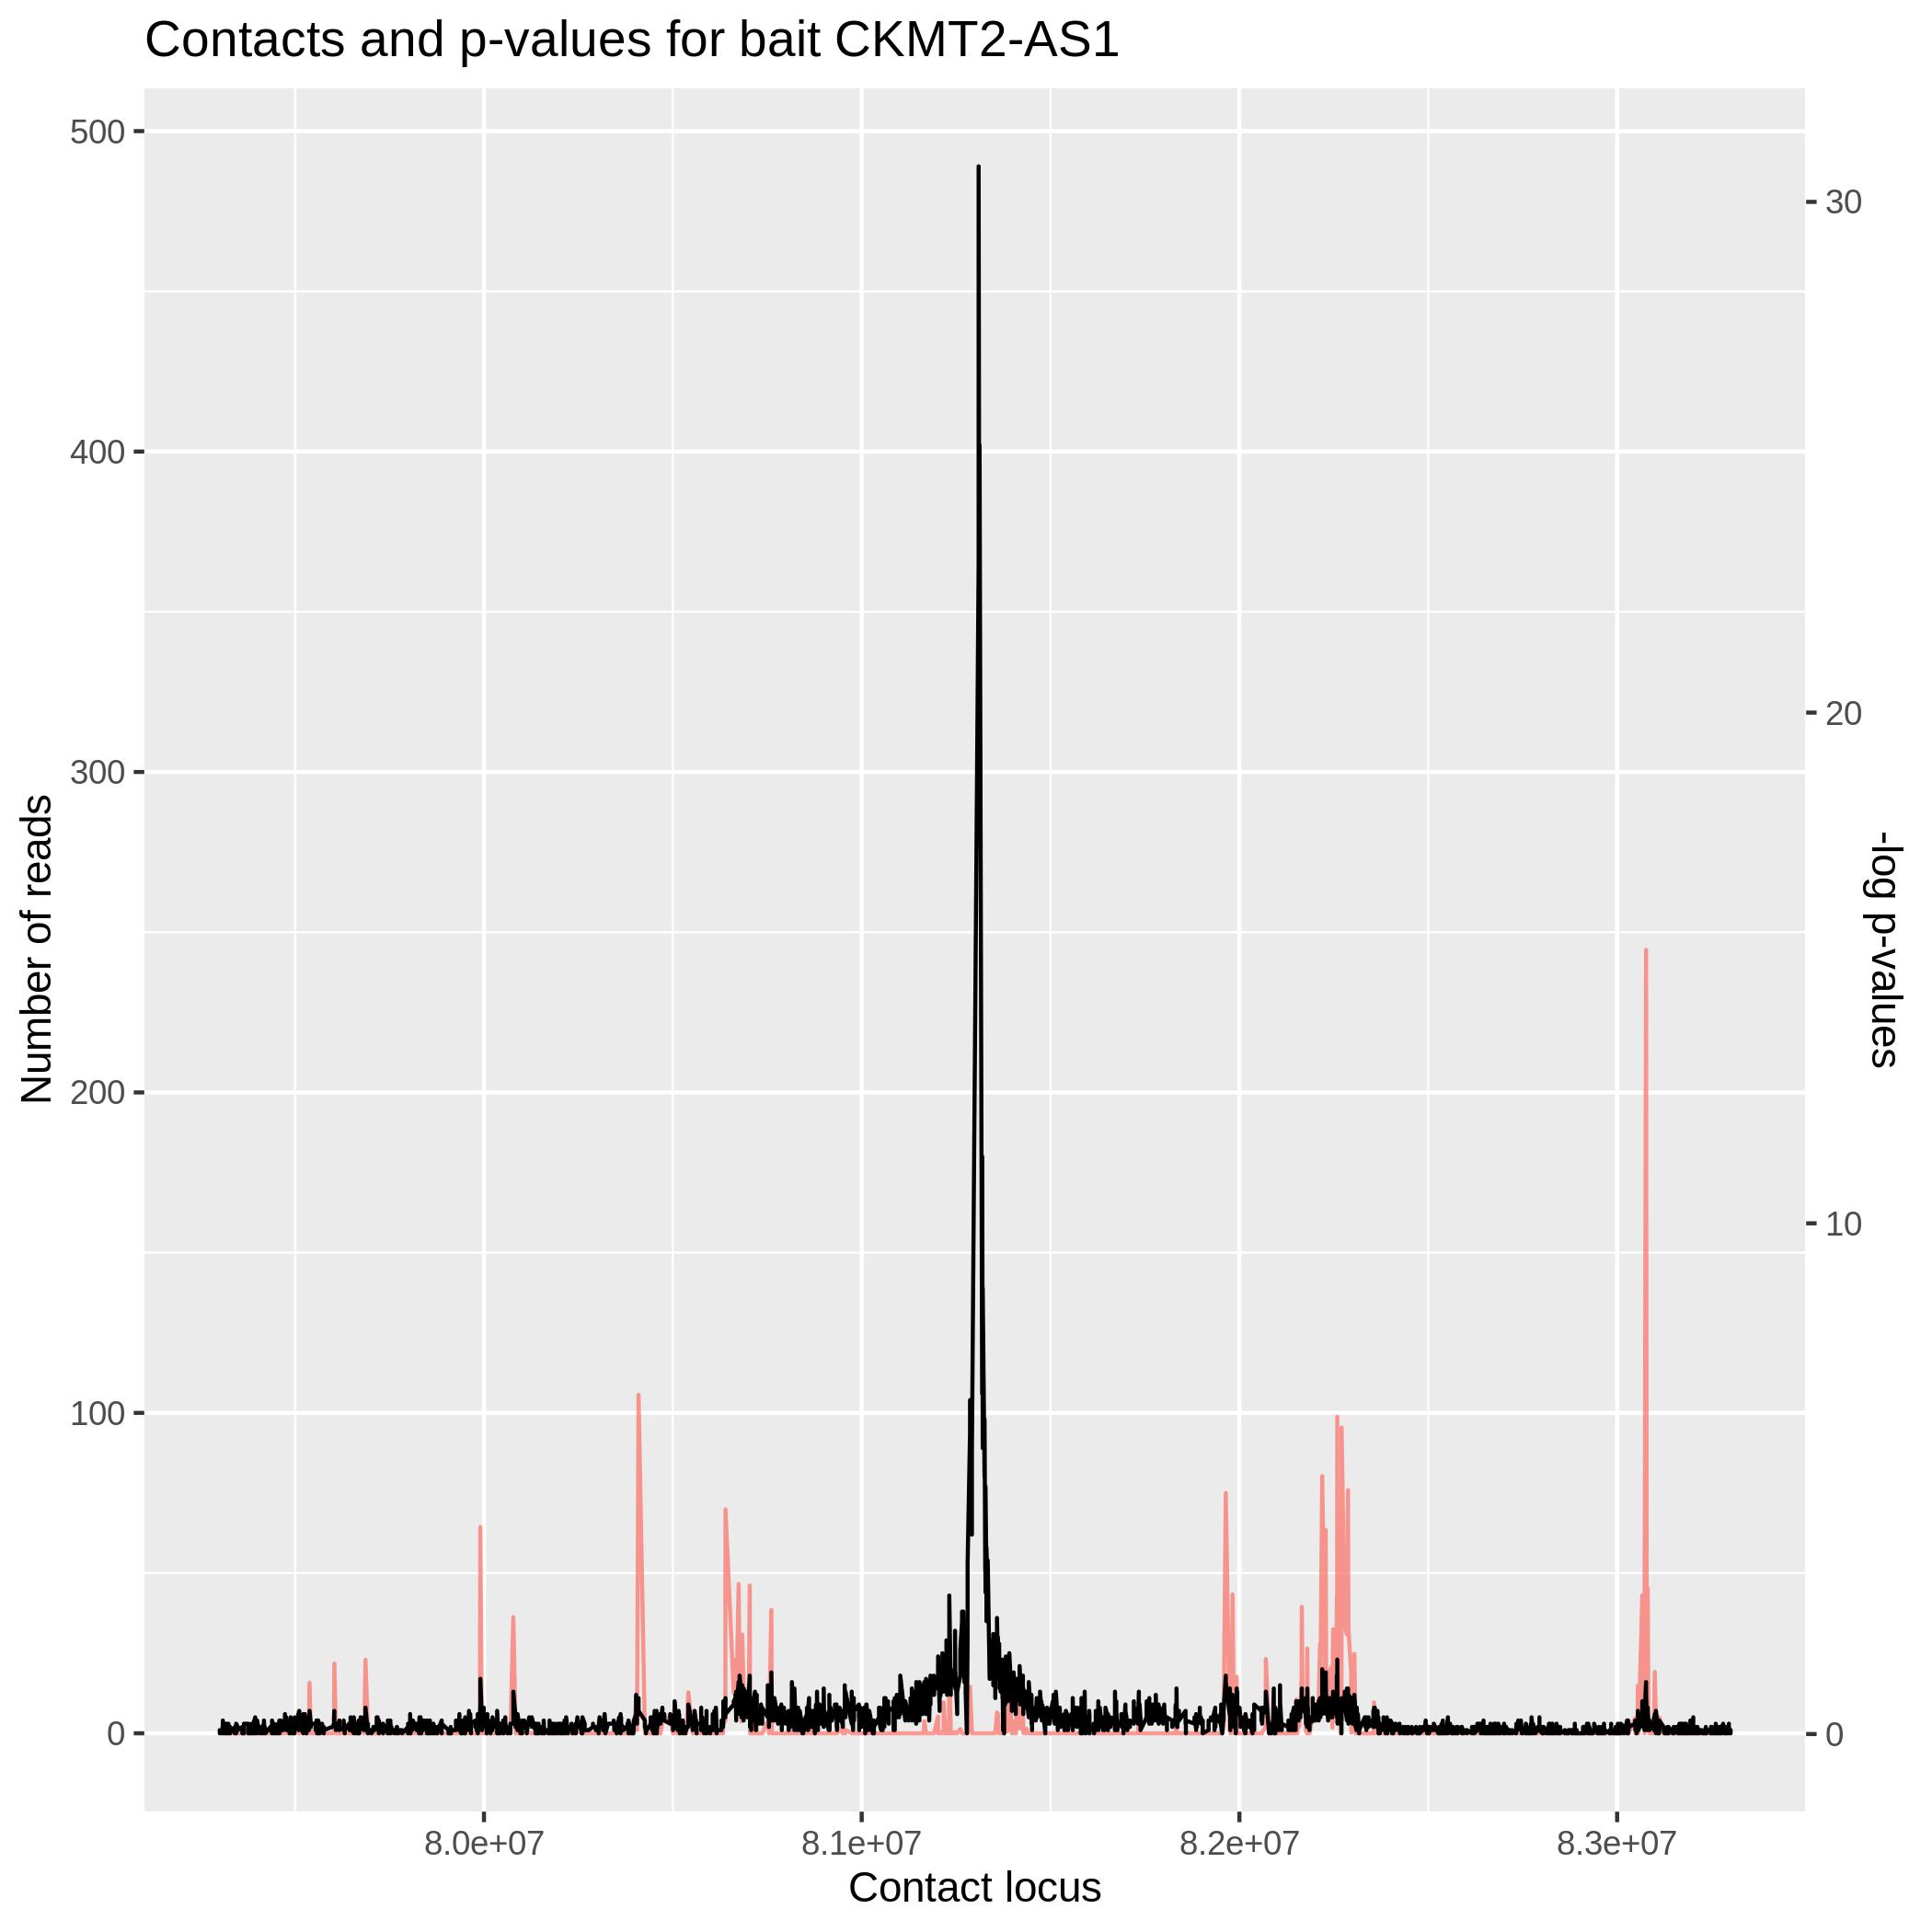 Contacts and p-values for bait CKMT2-AS1
500
400
300
200
100
0
Number of reads
30
20
10
0
-log p-values
8.0e+07
8.1e+07
8.2e+07
8.3e+07
Contact locus